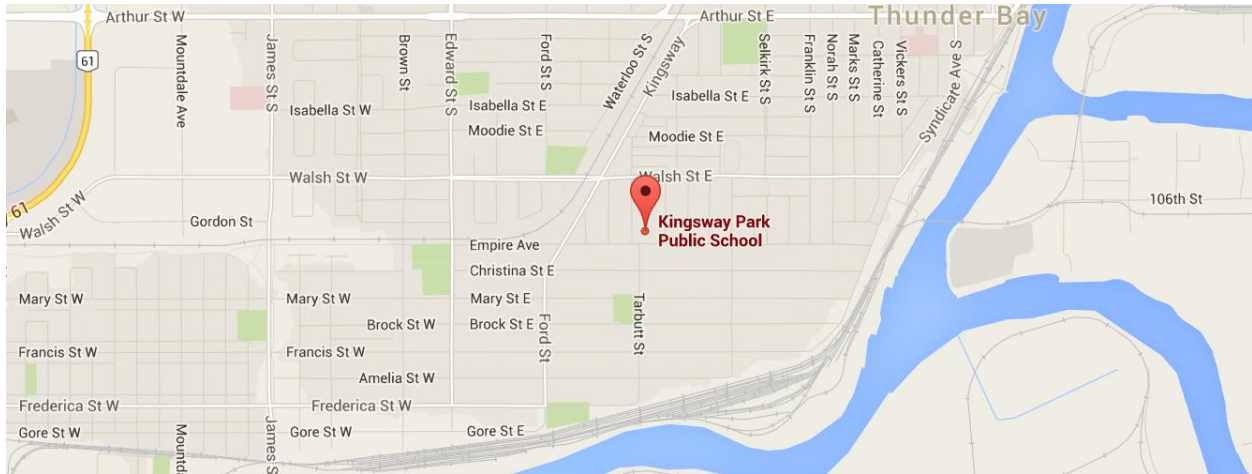 Arthur St W
Arthur St E
Thunder Bay
61
Mountdale Ave
James St S
Brown St
Edward St S
Ford St S
Waterloo St S
Kingsway
Selkirk St S
Franklin St S
Norah St S
Marks St S
Catherine St
Vickers St S
Syndicate Ave S
Isabella St W
Isabella St E
Isabella St E
Moodie St E
Moodie St E
Walsh St W
Walsh St E
61
Walsh St W
Gordon St
Kingsway Park
Public School
106th St
Empire Ave
Christina St E
Mary St W
Mary St W
Mary St E
Brock St W
Brock St E
Ford St
Tarbutt St
Francis St W
Francis St W
Amelia St W
Frederica St W
Frederica St W
Gore St W
Gore St W
Gore St E
James S